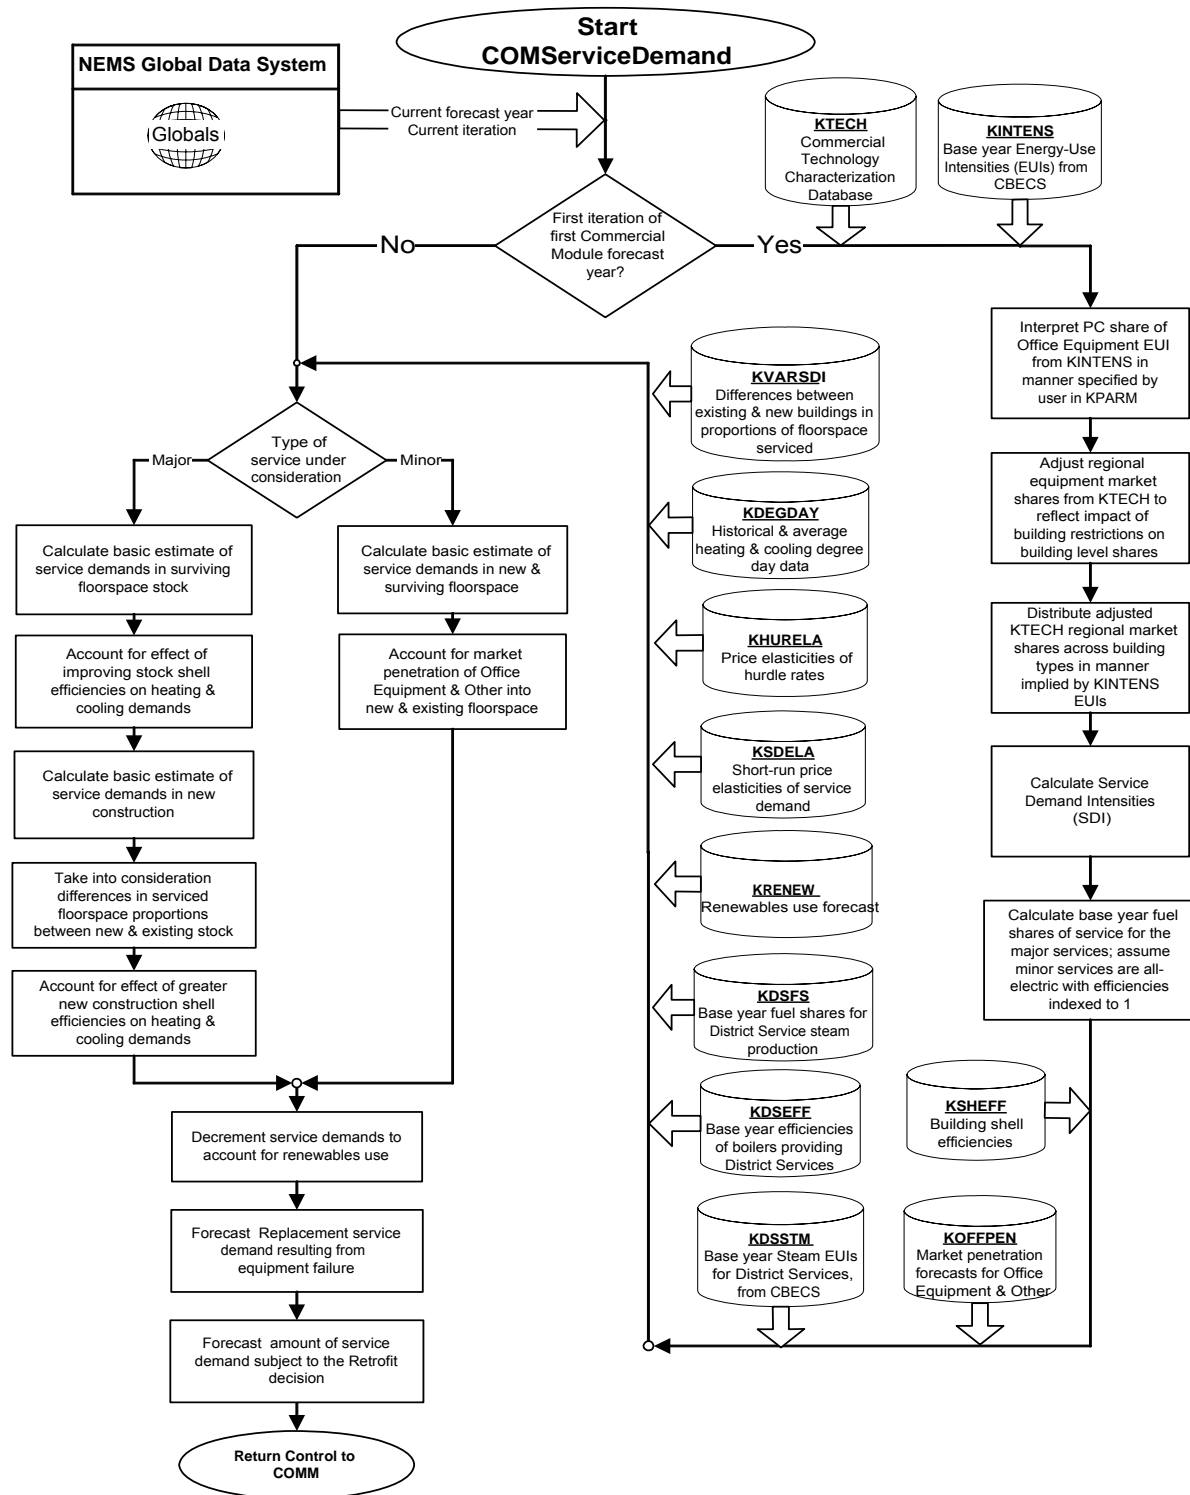 Start
COMServiceDemand
NEMS Global Data System
Globals
Current forecast year
Current iteration
KTECH
Commercial
Technology
Characterization
Database
KINTENS
Base year Energy-Use
Intensities (EUIs) from
CBECS
First iteration of
first Commercial
Module forecast
year?
No
Yes
Interpret PC share of
Office Equipment EUI
from KINTENS in
manner specified by
user in KPARM
Adjust regional
equipment market
shares from KTECH to
reflect impact of
building restrictions on
building level shares
Distribute adjusted
KTECH regional market
shares across building
types in manner
implied by KINTENS
EUIs
Calculate Service
Demand Intensities
(SDI)
Calculate base year fuel
shares of service for the
major services; assume
minor services are all-
electric with efficiencies
indexed to 1
KSHEFF
Building shell
efficiencies
KOFFPEN
Market penetration
forecasts for Office
Equipment & Other
KVARSDI
Differences between
existing & new buildings in
proportions of floorspace
serviced
KDEGDAY
Historical & average
heating & cooling degree
day data
KHURELA
Price elasticities of
hurdle rates
KSDELA
Short-run price
elasticities of service
demand
KRENEW
Renewables use forecast
KDSFS
Base year fuel shares for
District Service steam
production
KDSEFF
Base year efficiencies
of boilers providing
District Services
KDSSTM
Base year Steam EUIs
for District Services,
from CBECS
Type of
service under
consideration
Major
Minor
Calculate basic estimate of
service demands in surviving
floorspace stock
Account for effect of
improving stock shell
efficiencies on heating &
cooling demands
Calculate basic estimate of
service demands in new
construction
Take into consideration
differences in serviced
floorspace proportions
between new & existing stock
Account for effect of greater
new construction shell
efficiencies on heating &
cooling demands
Calculate basic estimate of
service demands in new &
surviving floorspace
Account for market
penetration of Office
Equipment & Other into
new & existing floorspace
Decrement service demands to
account for renewables use
Forecast Replacement service
demand resulting from
equipment failure
Forecast amount of service
demand subject to the Retrofit
decision
Return Control to
COMM